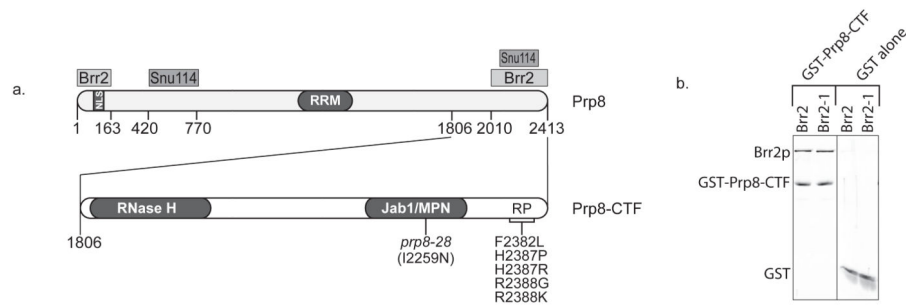 a.
Brr2
Snu114
Snu114
Brr2
NLS
RRM
Prp8
1 163 420 770 1806 2010 2413
RNase H
Jab1/MPN
RP
Prp8-CTF
1806
prp8-28
(I2259N)
F2382L
H2387P
H2387R
R2388G
R2388K
b.
GST-Prp8-CTF
GST alone
Brr2
Brr2-1
Brr2
Brr2-1
Brr2p
GST-Prp8-CTF
GST